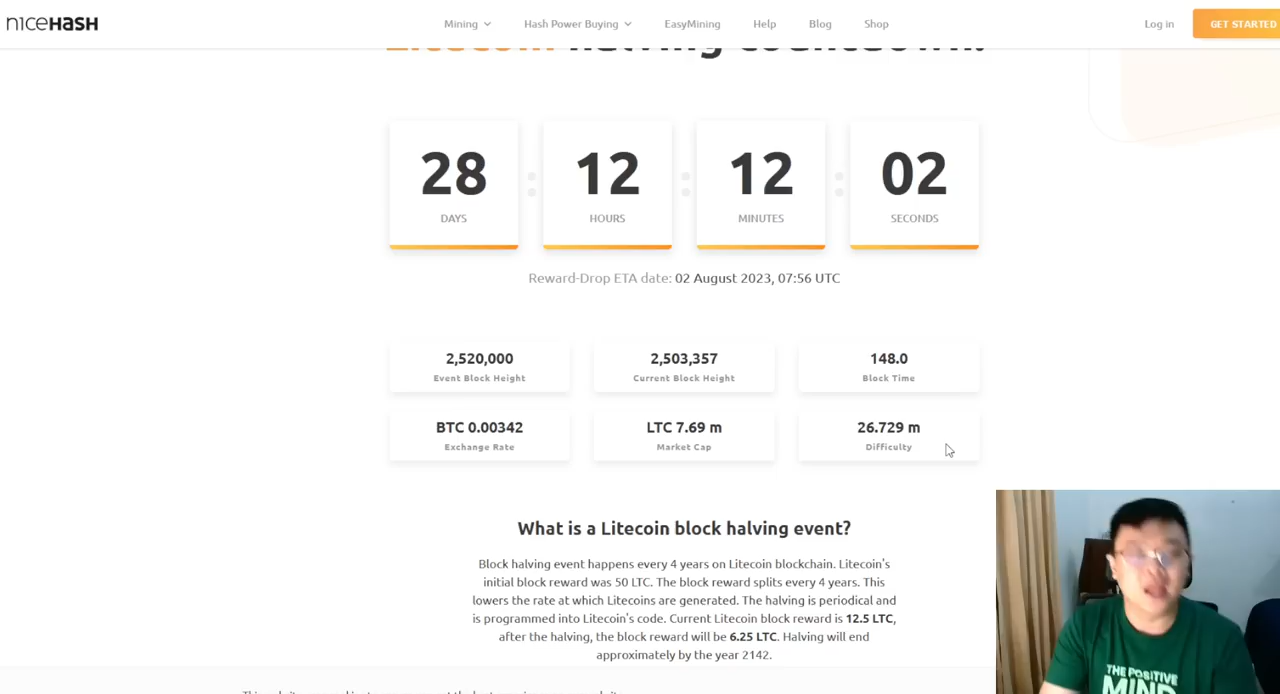 niceHASH
Mining
Hash Power Buying
EasyMining
Help
Blog
Shop
Log in
GET STARTED
Litecoin halving countdown!
28
12
12
02
DAYS
HOURS
MINUTES
SECONDS
Reward-Drop ETA date: 02 August 2023, 07:56 UTC
2,520,000
Event Block Height
2,503,357
Current Block Height
148.0
Block Time
BTC 0.00342
Exchange Rate
LTC 7.69 m
Market Cap
26.729 m
Difficulty
What is a Litecoin block halving event?
Block halving event happens every 4 years on Litecoin blockchain. Litecoin's
initial block reward was 50 LTC. The block reward splits every 4 years. This
lowers the rate at which Litecoins are generated. The halving is periodical and
is programmed into Litecoin's code. Current Litecoin block reward is 12.5 LTC,
after the halving, the block reward will be 6.25 LTC. Halving will end
approximately by the year 2142.
THE POSITIVE
MIND